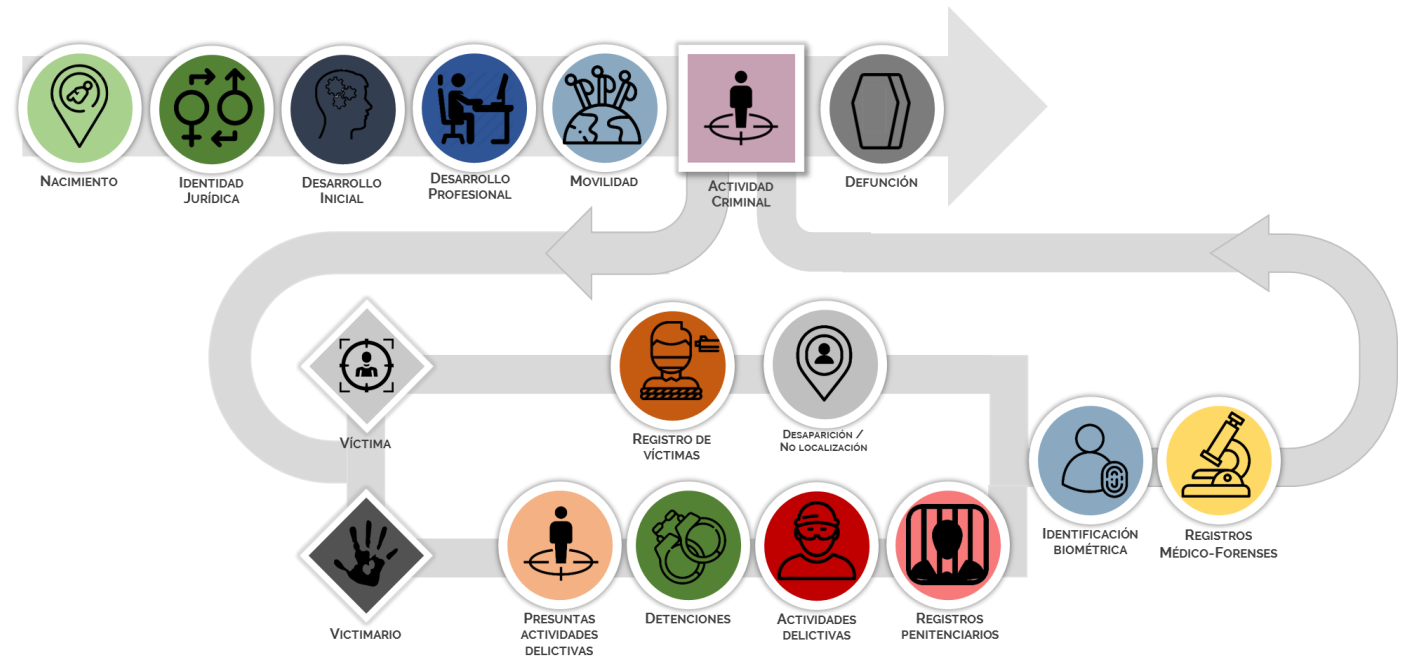 NACIMIENTO
IDENTIDAD
JURÍDICA
DESARROLLO
INICIAL
DESARROLLO
PROFESIONAL
MOVILIDAD
ACTIVIDAD
CRIMINAL
DEFUNCIÓN
VÍCTIMA
REGISTRO DE
VÍCTIMAS
DESAPARICIÓN /
NO LOCALIZACIÓN
IDENTIFICACIÓN
BIOMÉTRICA
REGISTROS
MÉDICO-FORENSES
VICTIMARIO
PRESUNTAS
ACTIVIDADES
DELICTIVAS
DETENCIONES
ACTIVIDADES
DELICTIVAS
REGISTROS
PENITENCIARIOS